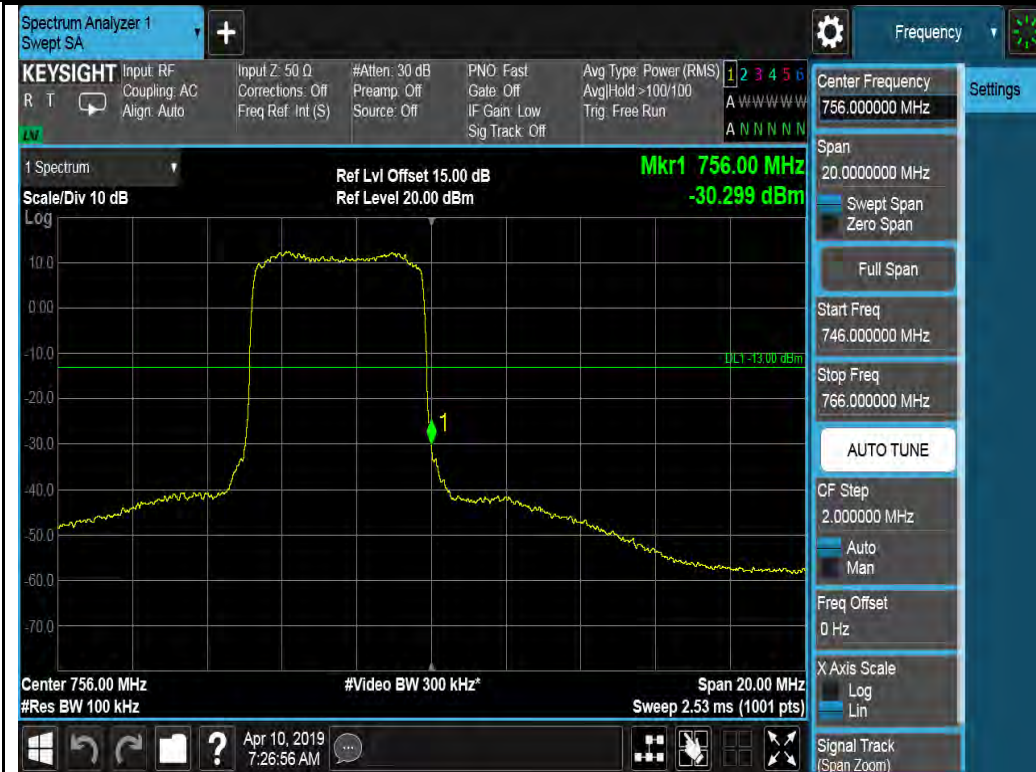 Spectrum Analyzer 1
Swept SA
+
Frequency
KEYSIGHT
R T
LXI
Input: RF
Coupling: AC
Align: Auto
Input Z: 50 Ω
Corrections: Off
Freq Ref: Int (S)
#Atten: 30 dB
Preamp: Off
Source: Off
PNO: Fast
Gate: Off
IF Gain: Low
Sig Track: Off
Avg Type: Power (RMS)
Avg|Hold:>100/100
Trig: Free Run
1 2 3 4 5 6
A W W W W W
A N N N N N
Center Frequency
756.000000 MHz
Settings
Span
20.0000000 MHz
Swept Span
Zero Span
Full Span
Start Freq
746.000000 MHz
Stop Freq
766.000000 MHz
AUTO TUNE
CF Step
2.000000 MHz
Auto
Man
Freq Offset
0 Hz
X Axis Scale
Log
Lin
Signal Track
(Span Zoom)
1 Spectrum
Scale/Div 10 dB
Log
Ref Lvl Offset 15.00 dB
Ref Level 20.00 dBm
Mkr1 756.00 MHz
-30.299 dBm
10.0
0.00
-10.0
DL1 -13.00 dBm
-20.0
1
-30.0
-40.0
-50.0
-60.0
-70.0
Center 756.00 MHz
#Video BW 300 kHz*
Span 20.00 MHz
#Res BW 100 kHz
Sweep 2.53 ms (1001 pts)
?
Apr 10, 2019
7:26:56 AM